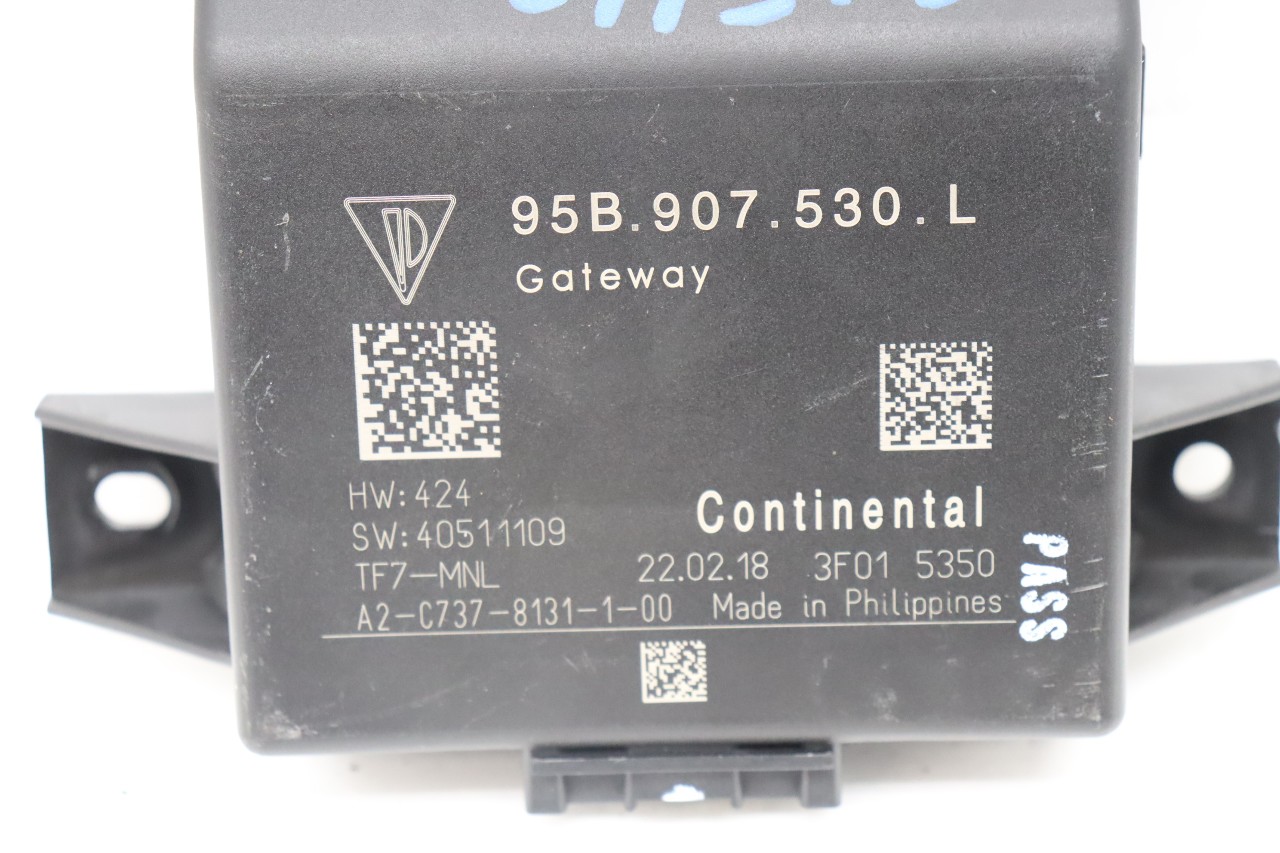 95B.907.530.L
Gateway
HW:424
SW:40511109
Continental
TF7-MNL
22.02.18 3F01 5350
A2-C737-8131-1-00 Made in Philippines
PASS